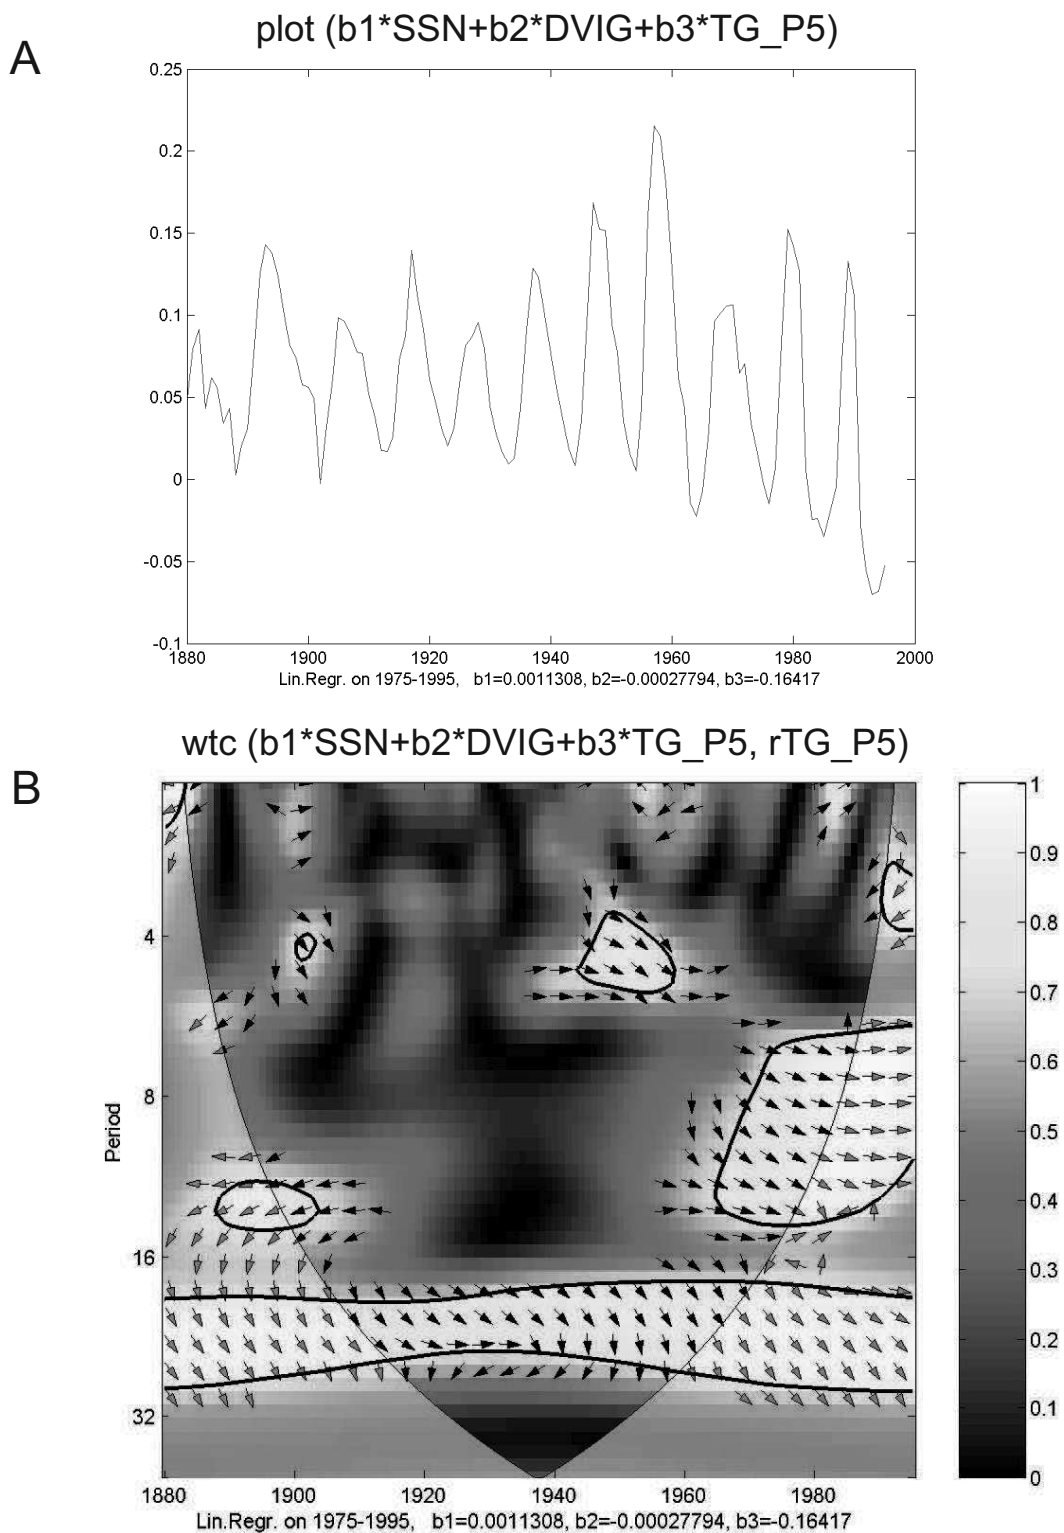 plot (b1*SSN+b2*DVIG+b3*TG_P5)
A
0.25
0.2
0.15
0.1
0.05
0
-0.05
-0.1
1880 1900 1920 1940 1960 1980 2000
Lin.Regr. on 1975-1995, b1=0.0011308, b2=-0.00027794, b3=-0.16417
wtc (b1*SSN+b2*DVIG+b3*TG_P5, rTG_P5)
B
Period
4
8
16
32
1880 1900 1920 1940 1960 1980
Lin.Regr. on 1975-1995, b1=0.0011308, b2=-0.00027794, b3=-0.16417
1
0.9
0.8
0.7
0.6
0.5
0.4
0.3
0.2
0.1
0